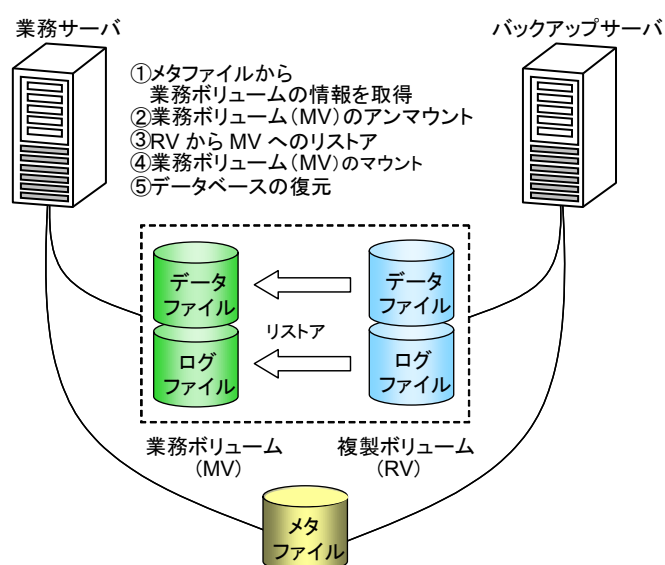 業務サーバ
バックアップサーバ
①メタファイルから
業務ボリュームの情報を取得
②業務ボリューム(MV)のアンマウント
③RV から MV へのリストア
④業務ボリューム(MV)のマウント
⑤データベースの復元
データ
ファイル
データ
ファイル
リストア
ログ
ファイル
ログ
ファイル
業務ボリューム
(MV)
複製ボリューム
(RV)
メタ
ファイル